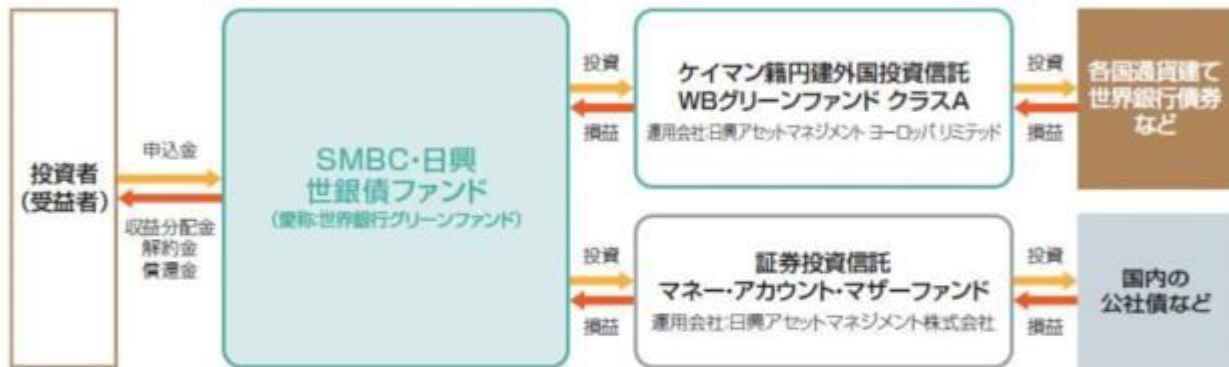 投資者
(受益者)
申込金
収益分配金
解約金
償還金
SMBC・日興
世銀債ファンド
(愛称:世界銀行グリーンファンド)
投資
損益
ケイマン籍円建外国投資信託
WBグリーンファンド クラスA
運用会社:日興アセットマネジメント ヨーロッパ リミテッド
投資
損益
各国通貨建て
世界銀行債券
など
投資
損益
証券投資信託
マネー・アカウント・マザーファンド
運用会社:日興アセットマネジメント株式会社
投資
損益
国内の
公社債など